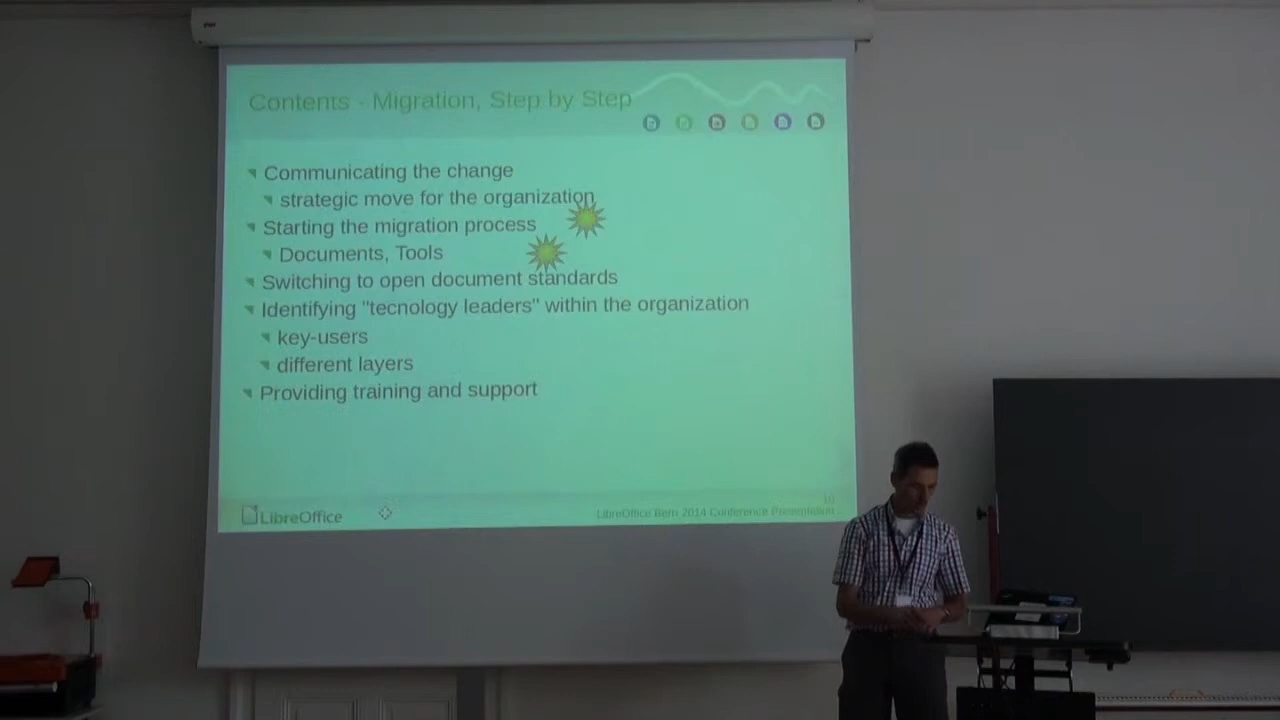 Contents - Migration, Step by Step
Communicating the change
strategic move for the organization
Starting the migration process
Documents, Tools
Switching to open document standards
Identifying "tecnology leaders" within the organization
key-users
different layers
Providing training and support
10
LibreOffice
LibreOffice Bern 2014 Conference Presentation